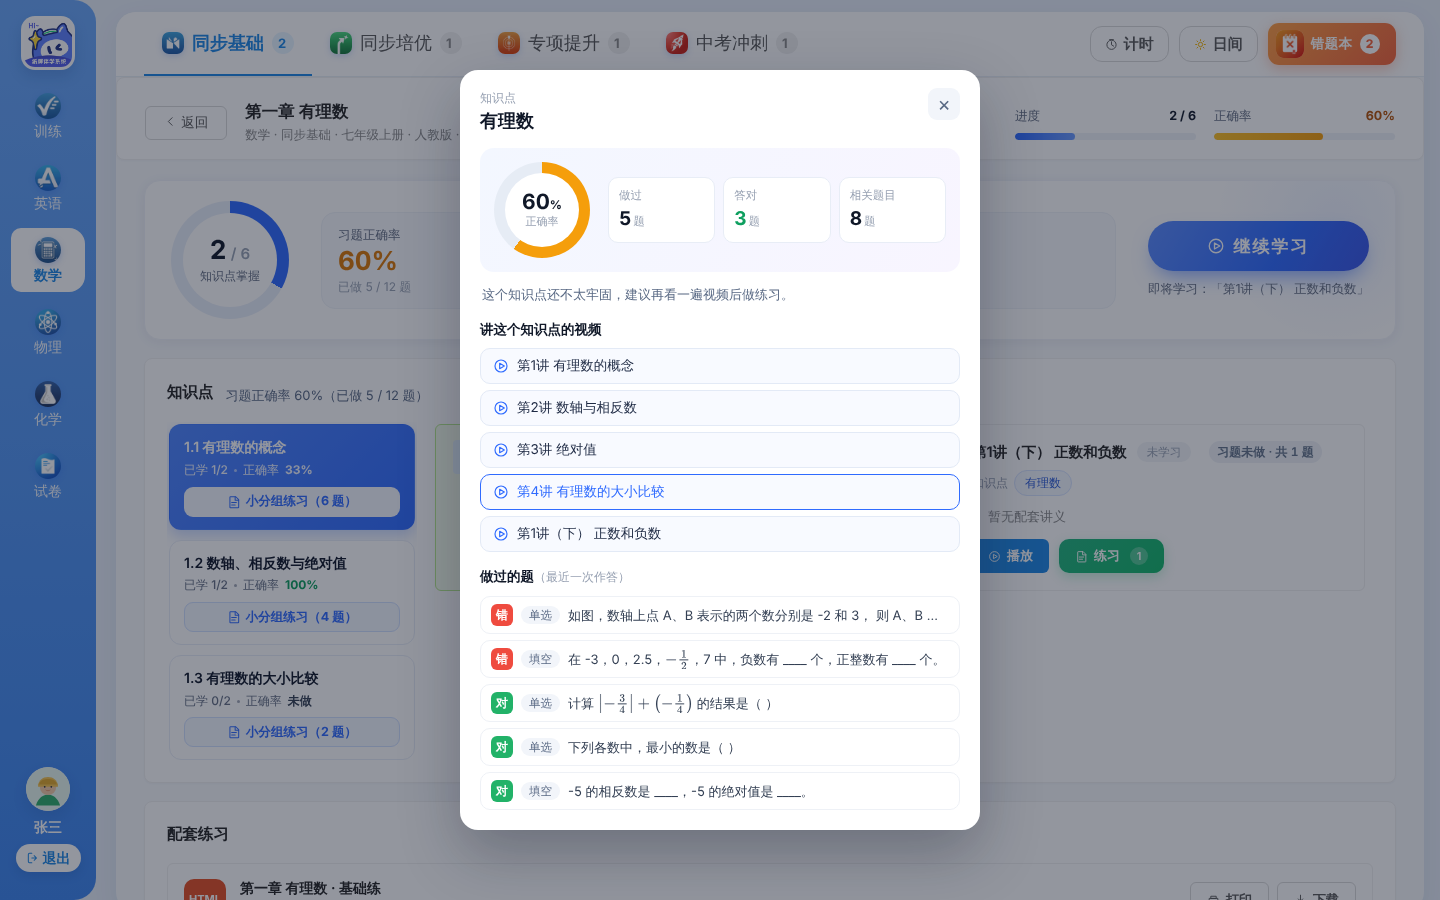 Hi~
训练
英语
数学
物理
化学
试卷
张三
退出
同步基础 2
同步培优 1
专项提升 1
中考冲刺 1
计时
日间
错题本 2
返回
第一章 有理数
数学 · 同步基础 · 七年级上册 · 人教版 ·
进度 2 / 6
正确率 60%
2 / 6
知识点掌握
习题正确率
60%
已做 5 / 12 题
继续学习
即将学习：「第1讲（下） 正数和负数」
知识点 习题正确率 60%（已做 5 / 12 题）
1.1 有理数的概念
已学 1/2 • 正确率 33%
小分组练习（6 题）
1.2 数轴、相反数与绝对值
已学 1/2 • 正确率 100%
小分组练习（4 题）
1.3 有理数的大小比较
已学 0/2 • 正确率 未做
小分组练习（2 题）
第1讲（下） 正数和负数 未学习 习题未做 · 共 1 题
知识点 有理数
暂无配套讲义
播放
练习 1
配套练习
HTML
第一章 有理数 · 基础练
打印
下载
知识点
有理数
60%
正确率
做过
5 题
答对
3 题
相关题目
8 题
这个知识点还不太牢固，建议再看一遍视频后做练习。
讲这个知识点的视频
第1讲 有理数的概念
第2讲 数轴与相反数
第3讲 绝对值
第4讲 有理数的大小比较
第1讲（下） 正数和负数
做过的题（最近一次作答）
错 单选 如图，数轴上点 A、B 表示的两个数分别是 -2 和 3， 则 A、B ...
错 填空 在 -3，0，2.5，−1/2，7 中，负数有 ____ 个，正整数有 ____ 个。
对 单选 计算 |−3/4| + (−1/4) 的结果是（ ）
对 单选 下列各数中，最小的数是（ ）
对 填空 -5 的相反数是 ____，-5 的绝对值是 ____。